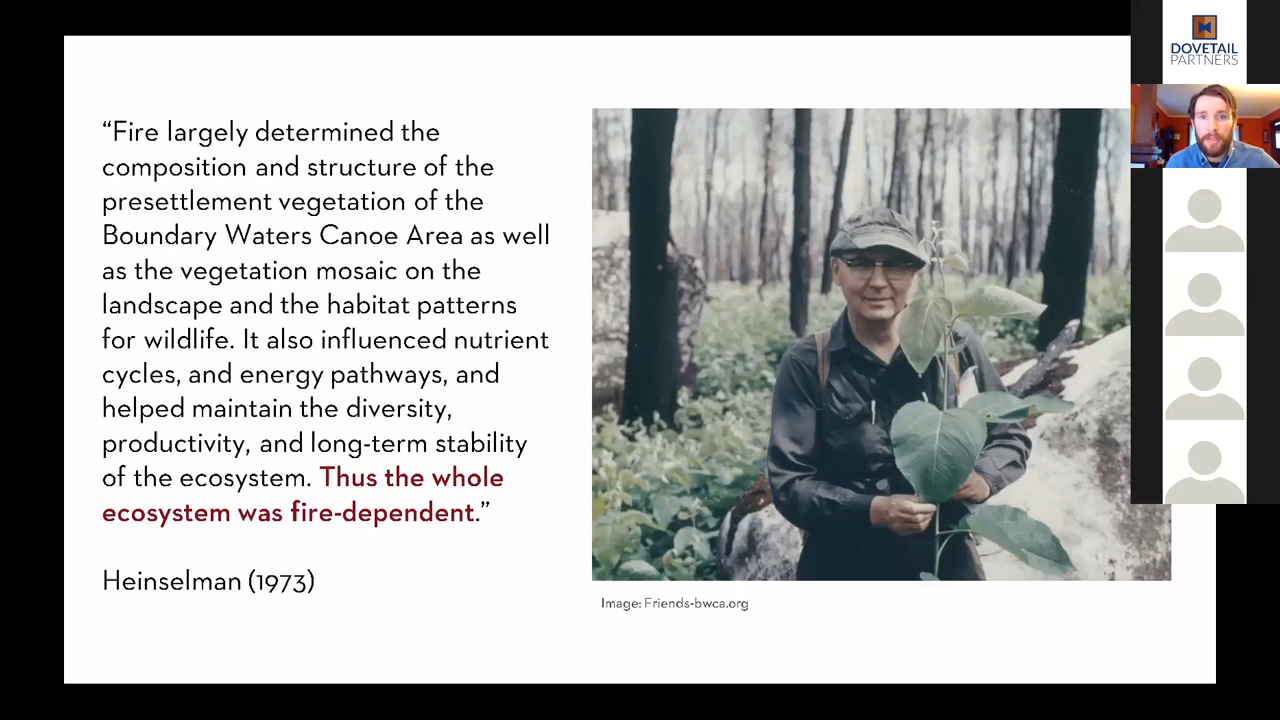 “Fire largely determined the
composition and structure of the
presettlement vegetation of the
Boundary Waters Canoe Area as well
as the vegetation mosaic on the
landscape and the habitat patterns
for wildlife. It also influenced nutrient
cycles, and energy pathways, and
helped maintain the diversity,
productivity, and long-term stability
of the ecosystem. Thus the whole
ecosystem was fire-dependent.”
Heinselman (1973)
Image: Friends-bwca.org
DOVETAIL
PARTNERS